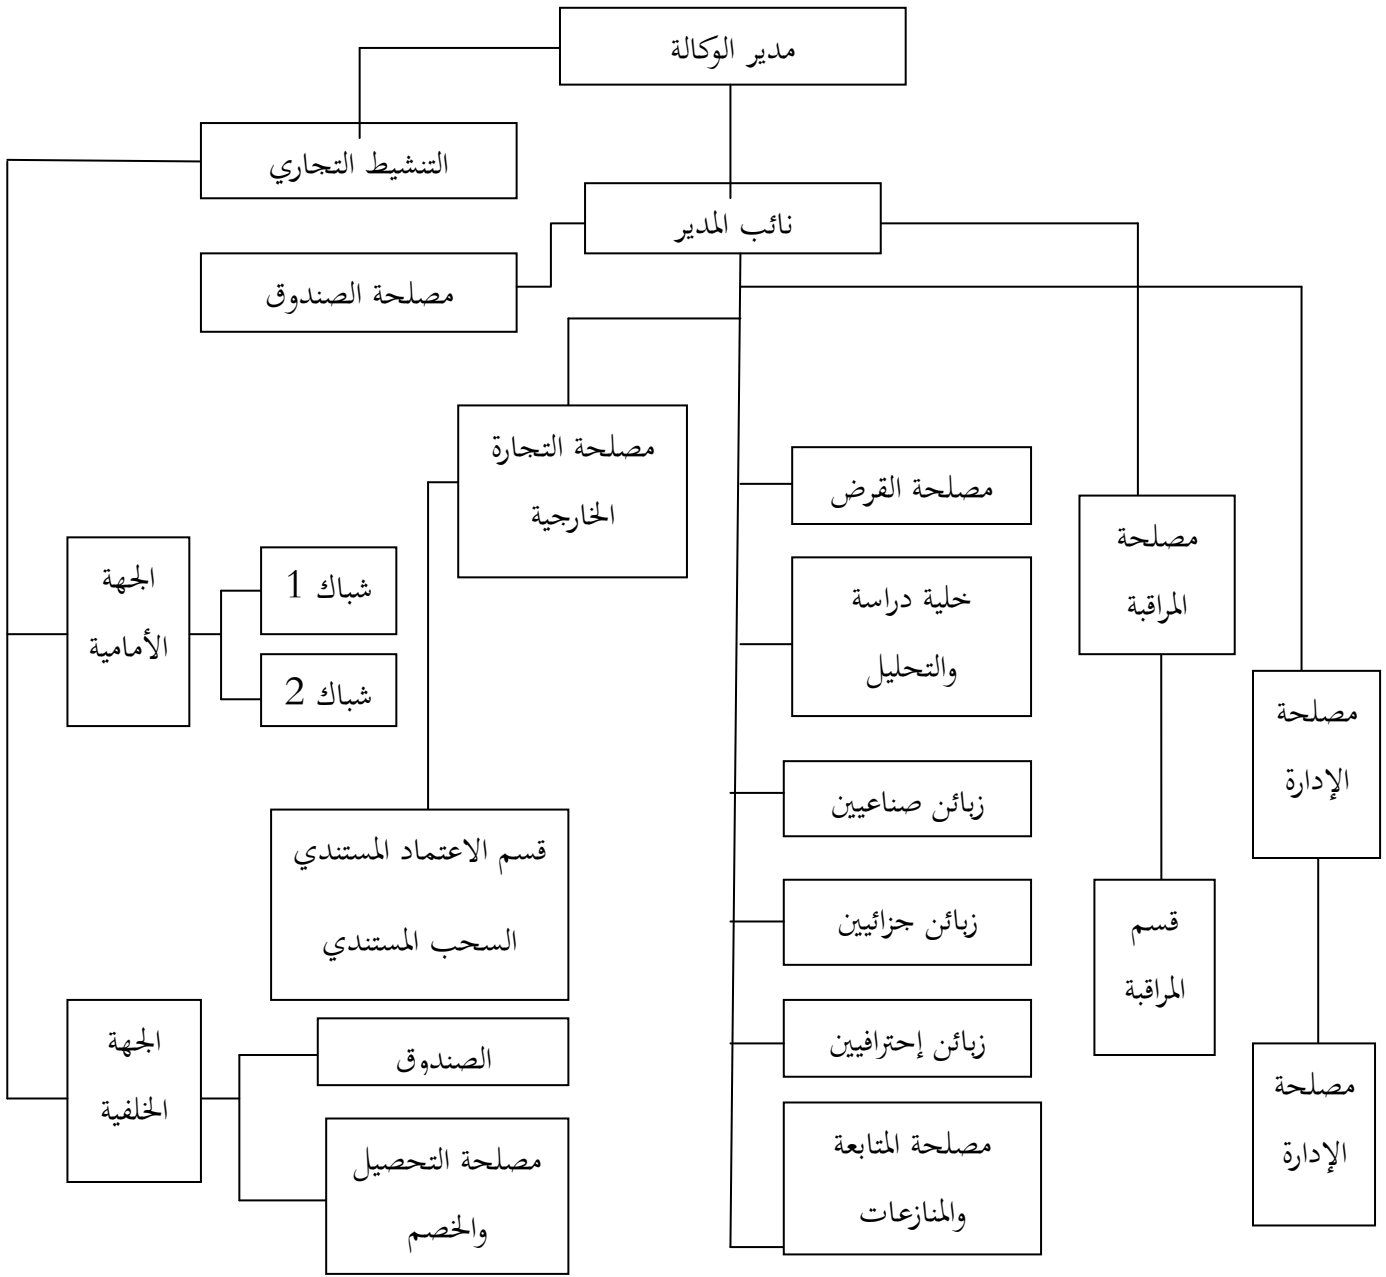 مدير الوكالة
التنشيط التجاري
نائب المدير
مصلحة الصندوق
مصلحة التجارة
الخارجية
مصلحة القرض
مصلحة
المراقبة
خلية دراسة
والتحليل
الجهة
الأمامية
شباك 1
شباك 2
مصلحة
الإدارة
زبائن صناعيين
قسم الاعتماد المستندي
السحب المستندي
زبائن جزائيين
قسم
المراقبة
زبائن إحترافيين
الجهة
الخلفية
الصندوق
مصلحة
الإدارة
مصلحة المتابعة
والمنازعات
مصلحة التحصيل
والخصم